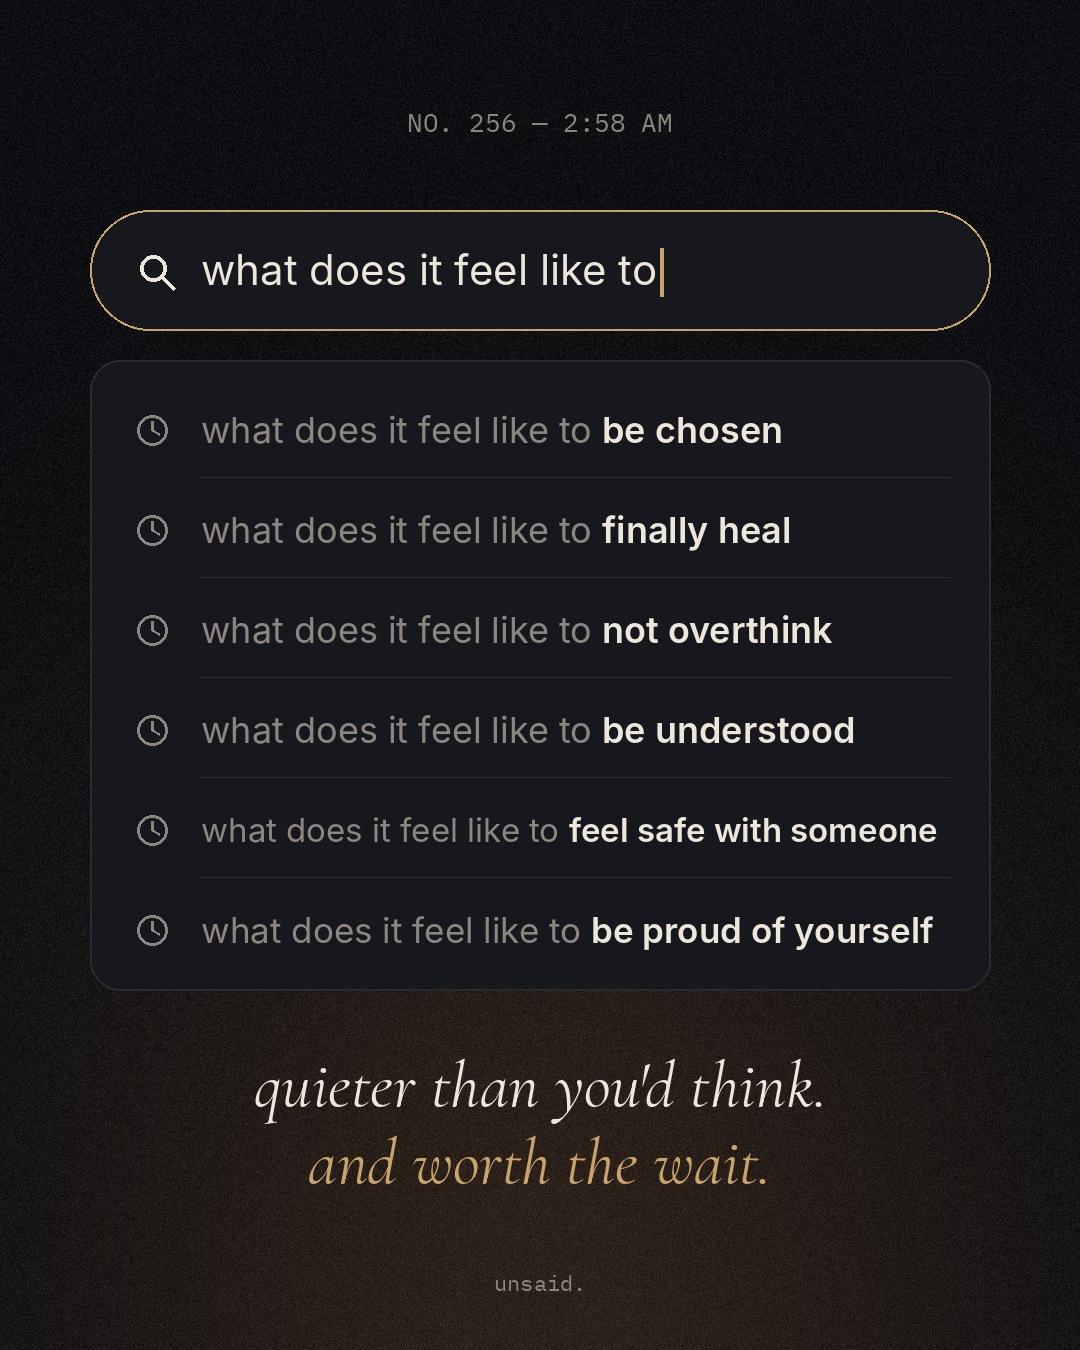 NO. 256 — 2:58 AM
what does it feel like to
what does it feel like to be chosen
what does it feel like to finally heal
what does it feel like to not overthink
what does it feel like to be understood
what does it feel like to feel safe with someone
what does it feel like to be proud of yourself
quieter than you'd think.
and worth the wait.
unsaid.